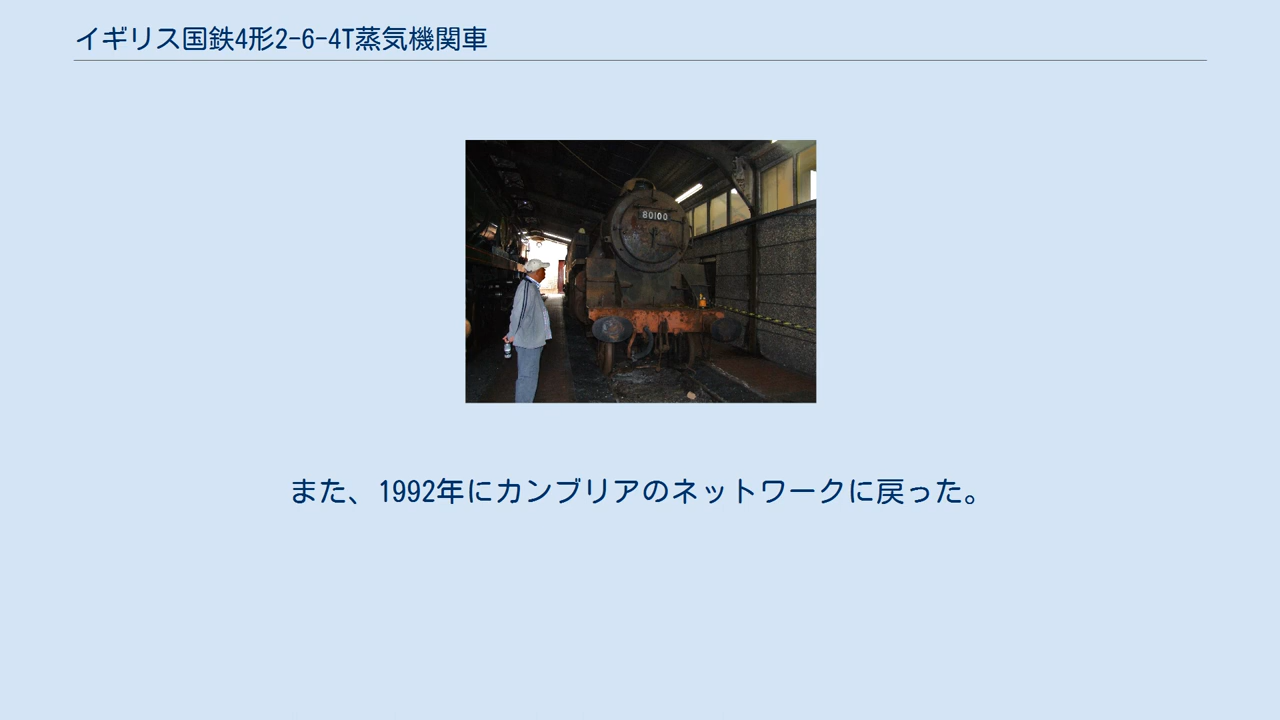 イギリス国鉄4形2-6-4T蒸気機関車
80100
また、1992年にカンブリアのネットワークに戻った。